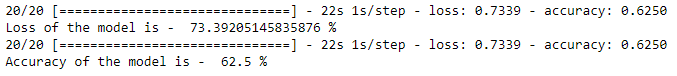 20/20 [==============================] - 22s 1s/step - loss: 0.7339 - accuracy: 0.6250
Loss of the model is -  73.39205145835876 %
20/20 [==============================] - 22s 1s/step - loss: 0.7339 - accuracy: 0.6250
Accuracy of the model is -  62.5 %